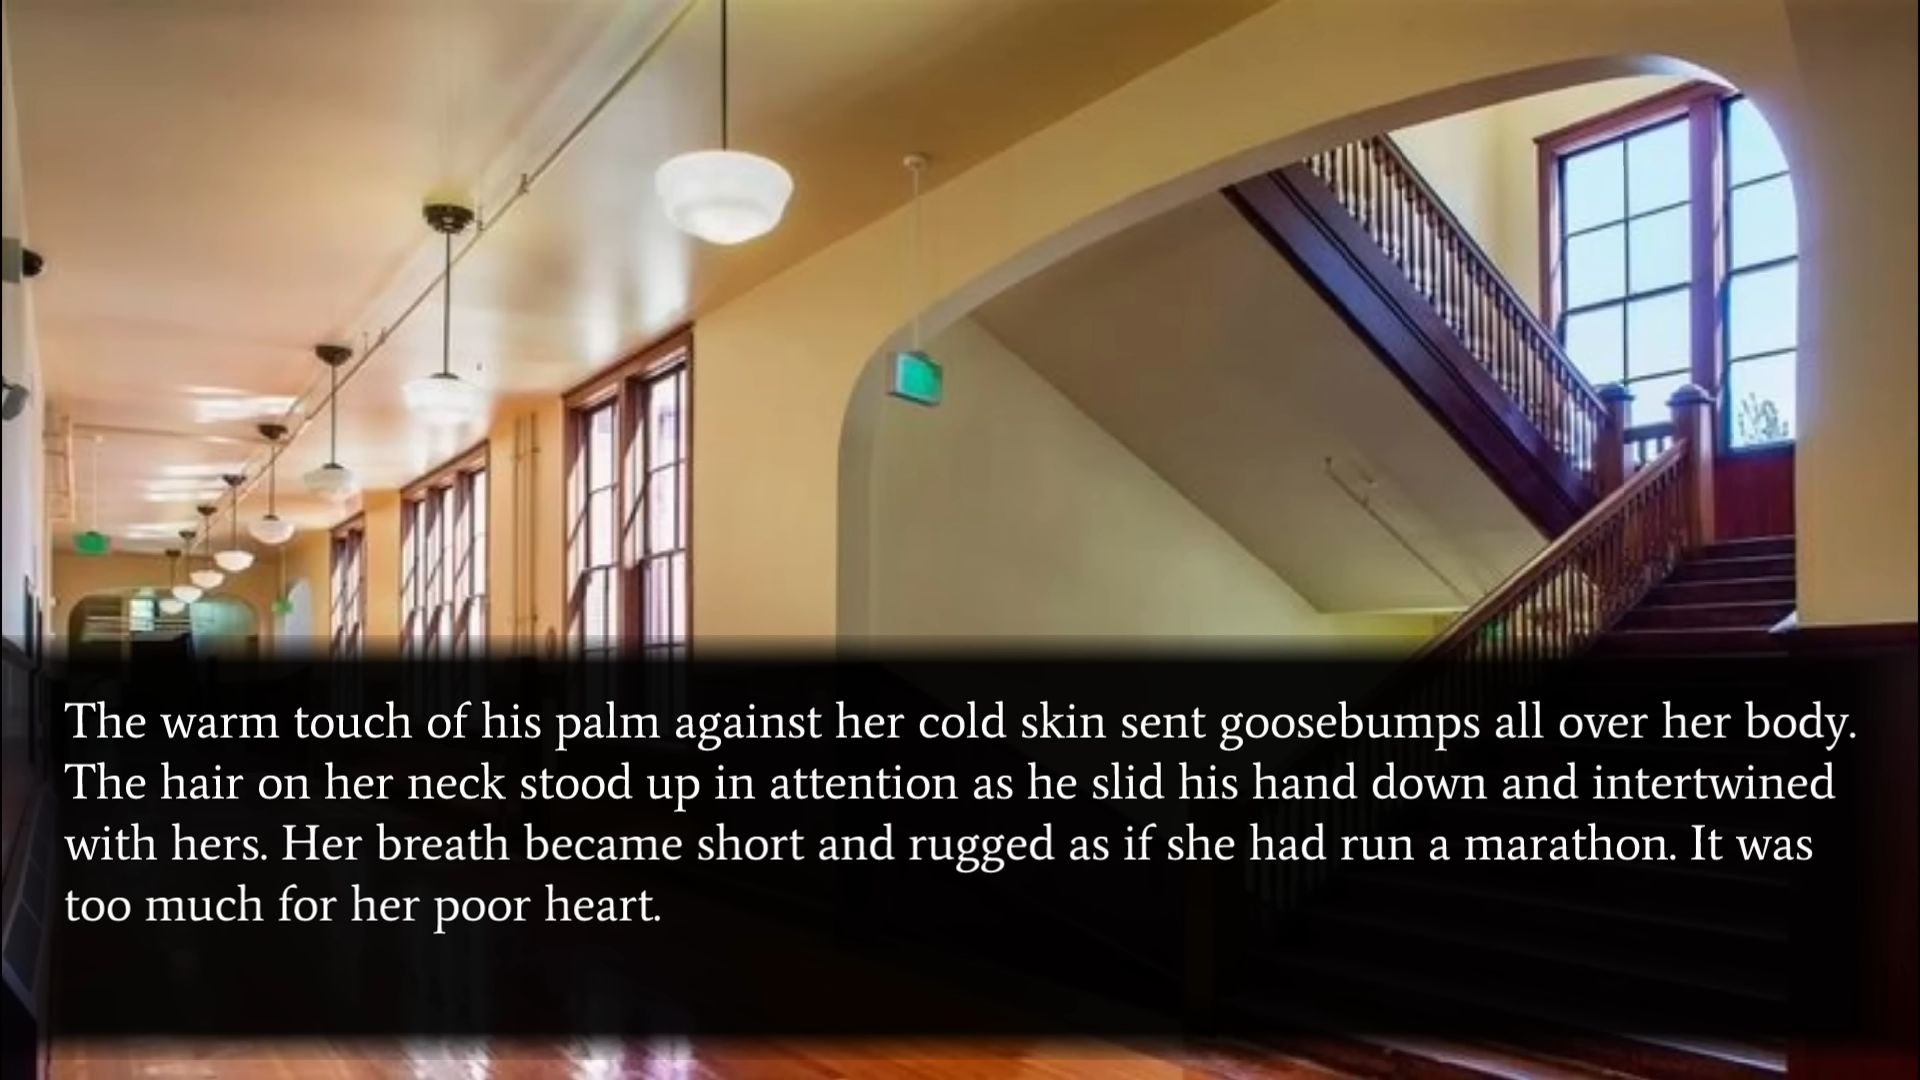 The warm touch of his palm against her cold skin sent goosebumps all over her body.
The hair on her neck stood up in attention as he slid his hand down and intertwined
with hers. Her breath became short and rugged as if she had run a marathon. It was
too much for her poor heart.